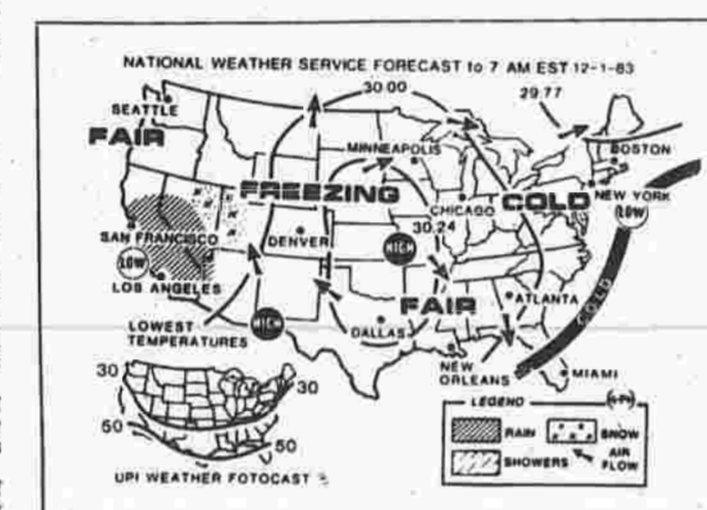 NATIONAL WEATHER SERVICE FORECAST to 7 AM EST 12-1-83
30.00
29.77
SEATTLE
FAIR
MINNEAPOLIS
BOSTON
FREEZING
COLD
NEW YORK
CHICAGO
LOW
30.24
SAN FRANCISCO
DENVER
HIGH
LOW
LOS ANGELES
FAIR
ATLANTA
COLD
LOWEST
TEMPERATURES
HIGH
DALLAS
30
30
NEW
ORLEANS
MIAMI
50
50
LEGEND
RAIN
SNOW
SHOWERS
AIR
FLOW
UPI WEATHER FOTOCAST